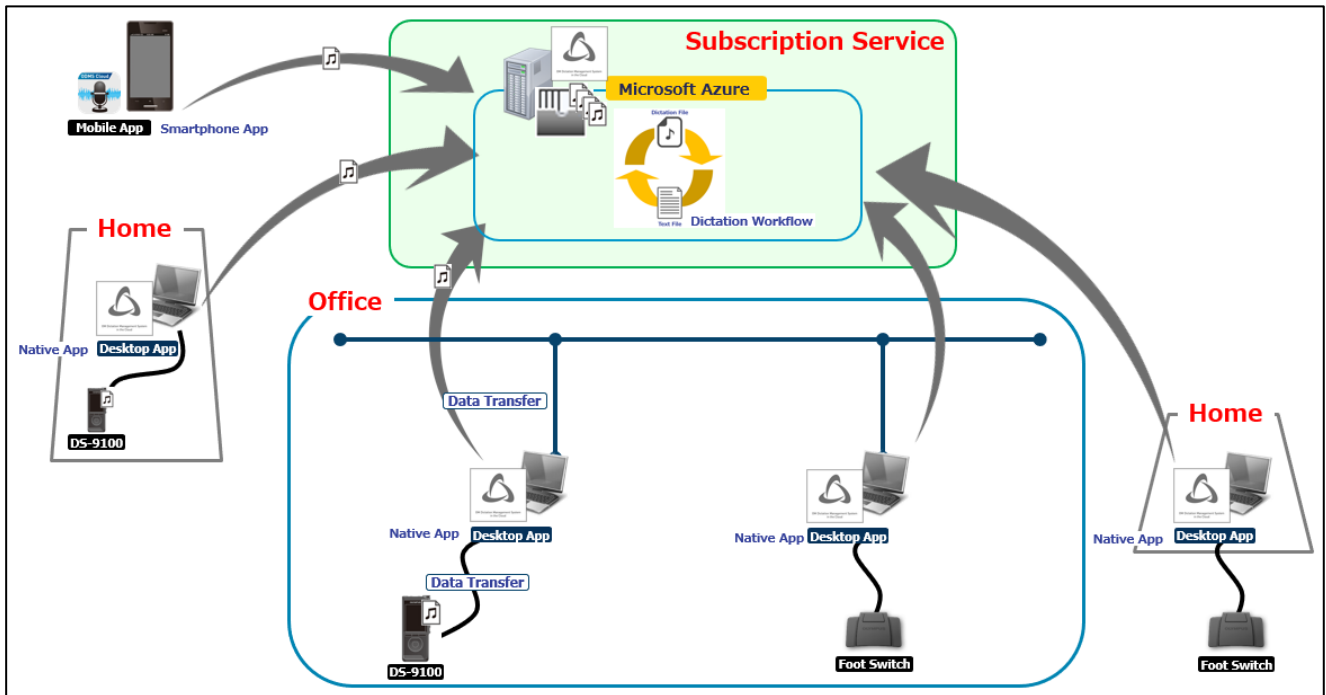 Subscription Service
SDMS Cloud
Microsoft Azure
Mobile App
Smartphone App
Dictation File
Text File
Dictation Workflow
Home
Office
Native App
Desktop App
DS-9100
Data Transfer
Home
Native App
Desktop App
Native App
Desktop App
Native App
Desktop App
Data Transfer
DS-9100
Foot Switch
Foot Switch